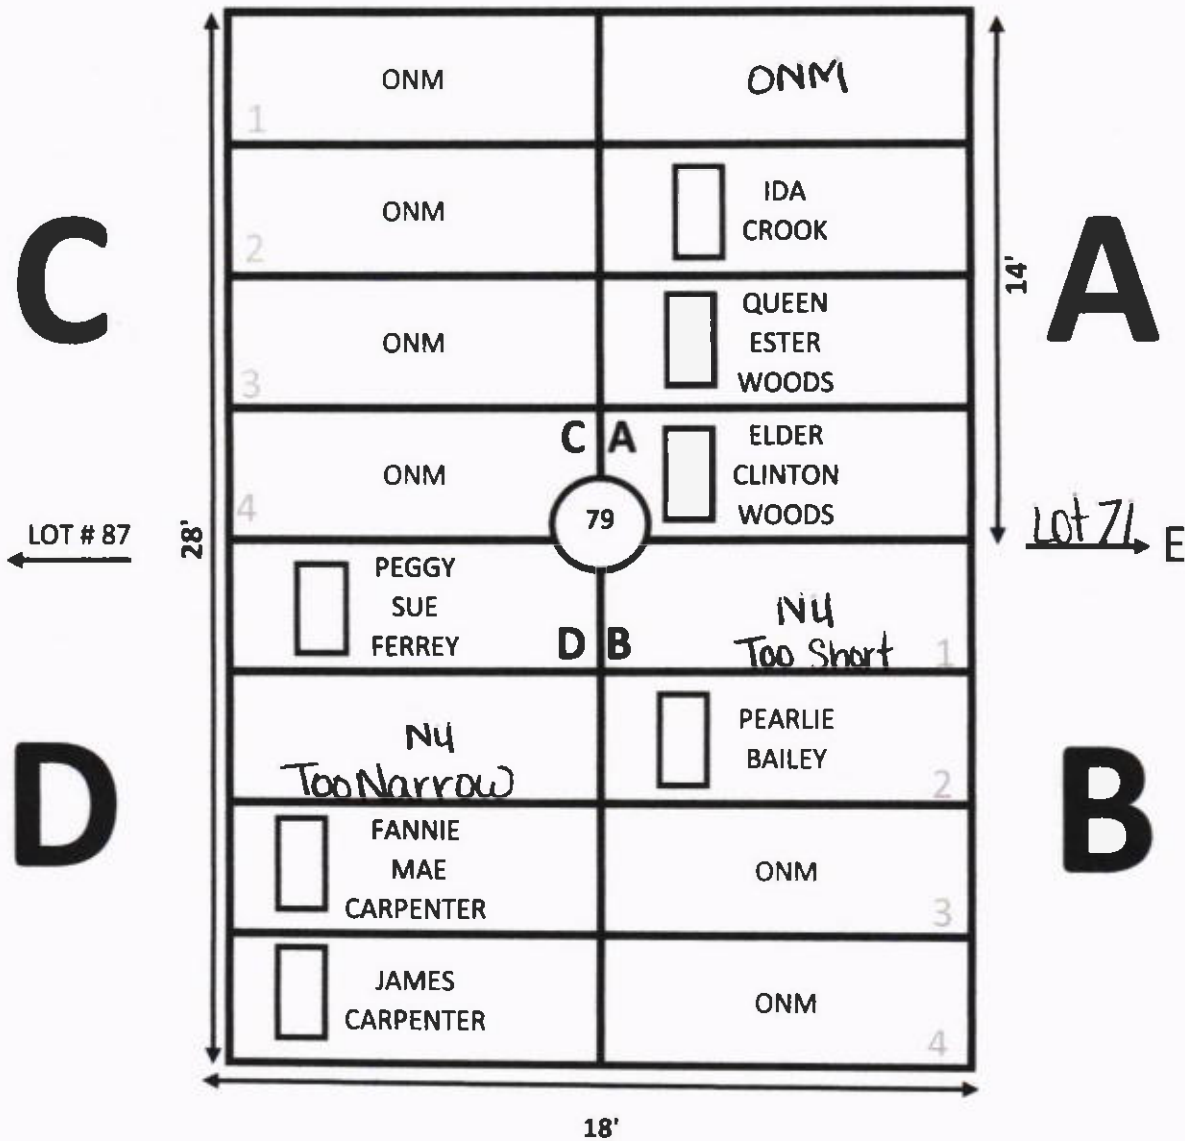 ONM
ONM
1
ONM
2
IDA
CROOK
C
A
14'
ONM
3
QUEEN
ESTER
WOODS
C A
ONM
4
ELDER
CLINTON
WOODS
79
LOT # 87
28'
Lot 71
E
PEGGY
SUE
FERREY
D B
NU
Too Short
1
NU
Too Narrow
PEARLIE
BAILEY
2
D
B
FANNIE
MAE
CARPENTER
ONM
3
JAMES
CARPENTER
ONM
4
18'